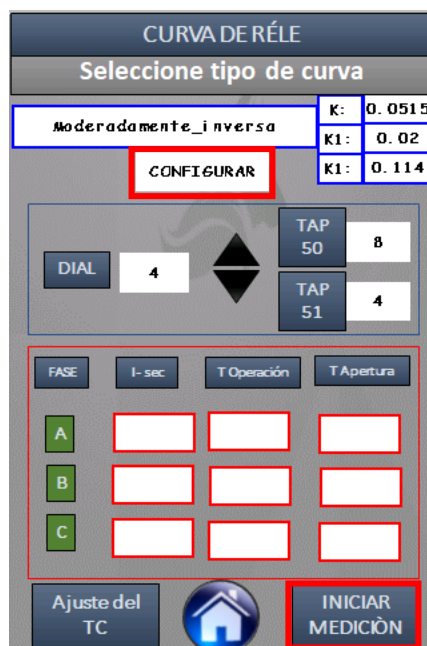 CURVA DE RÉLE
Seleccione tipo de curva
Moderadamente_inversa
K: 0.0515
K1: 0.02
K1: 0.114
CONFIGURAR
DIAL 4
TAP 50 8
TAP 51 4
FASE I- sec T Operación T Apertura
A
B
C
Ajuste del TC
INICIAR MEDICIÒN